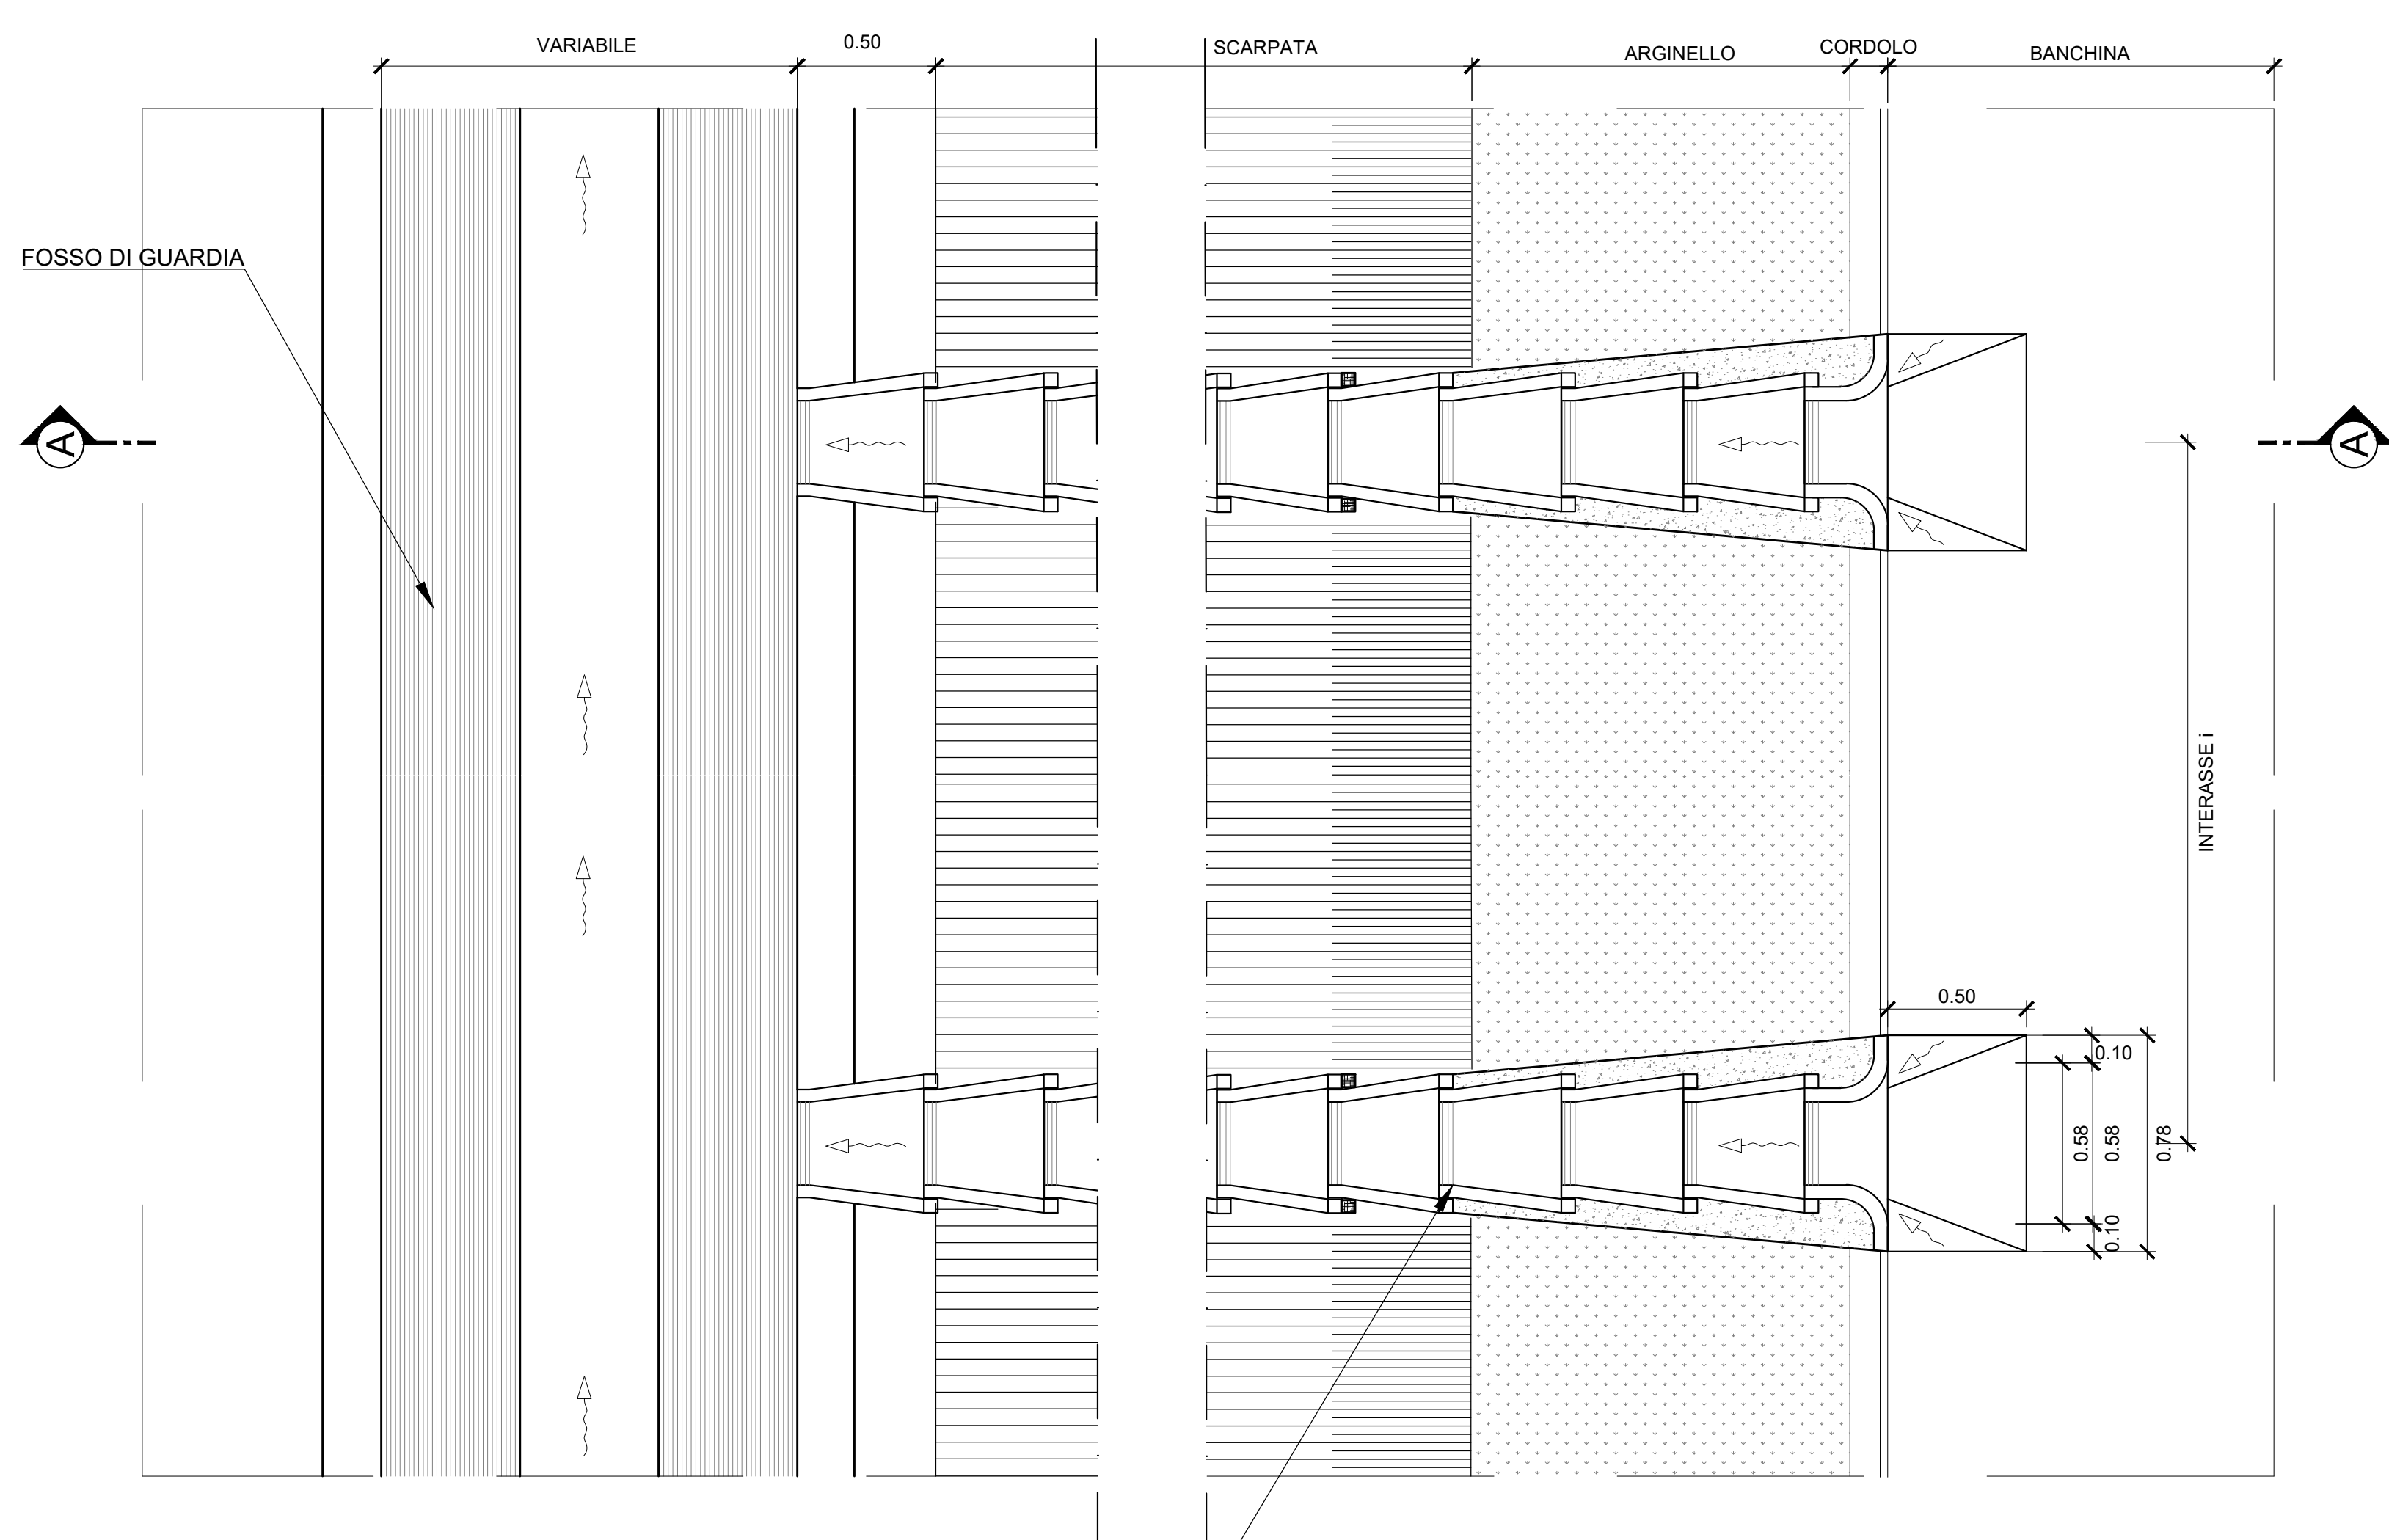 VARIABILE
0.50
SCARPATA
ARGINELLO
CORDOLO
BANCHINA
FOSSO DI GUARDIA
A
A
INTERASSE i
0.50
0.10
0.58
0.58
0.78
0.10